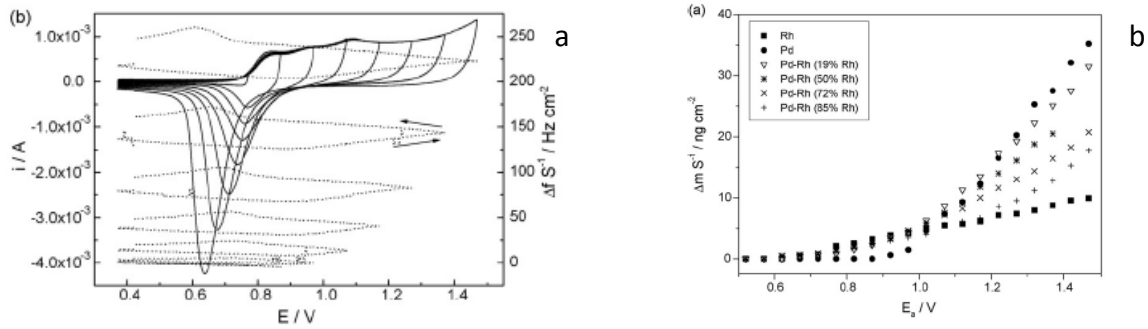 (b)
a
1.0x10⁻³
0.0
-1.0x10⁻³
-2.0x10⁻³
-3.0x10⁻³
-4.0x10⁻³
i / A
0.4 0.6 0.8 1.0 1.2 1.4
E / V
250
200
150
100
50
0
Δf S⁻¹ / Hz cm⁻²
(a)
b
40
30
20
10
0
Δm S⁻¹ / ng cm⁻²
Rh
Pd
Pd-Rh (19% Rh)
Pd-Rh (50% Rh)
Pd-Rh (72% Rh)
Pd-Rh (85% Rh)
0.6 0.8 1.0 1.2 1.4
Eₐ / V